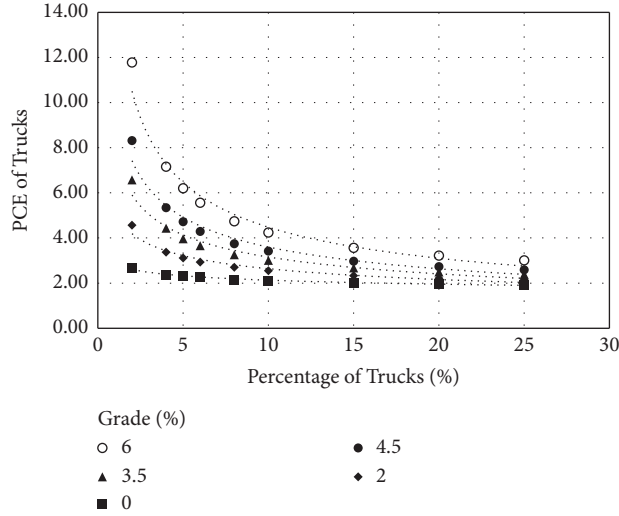 14.00
12.00
10.00
8.00
6.00
4.00
2.00
0.00
PCE of Trucks
0 5 10 15 20 25 30
Percentage of Trucks (%)
Grade (%)
6 4.5
3.5 2
0